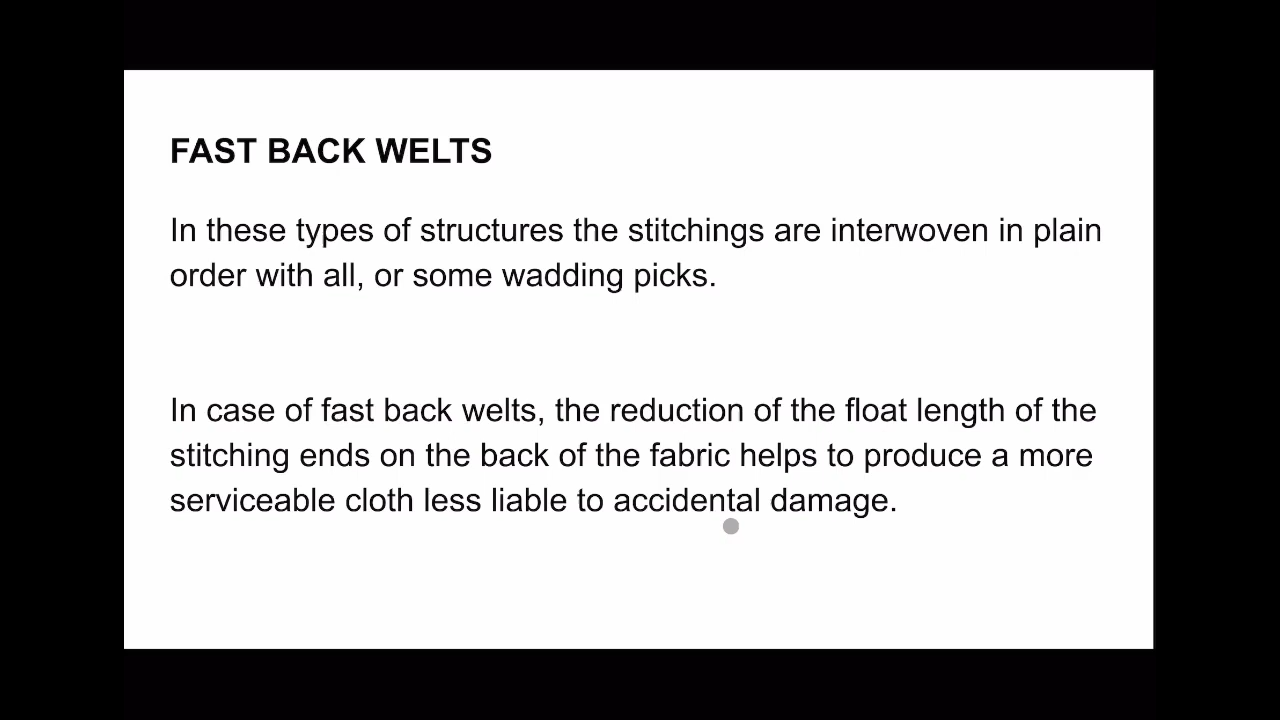 FAST BACK WELTS
In these types of structures the stitchings are interwoven in plain
order with all, or some wadding picks.
In case of fast back welts, the reduction of the float length of the
stitching ends on the back of the fabric helps to produce a more
serviceable cloth less liable to accidental damage.